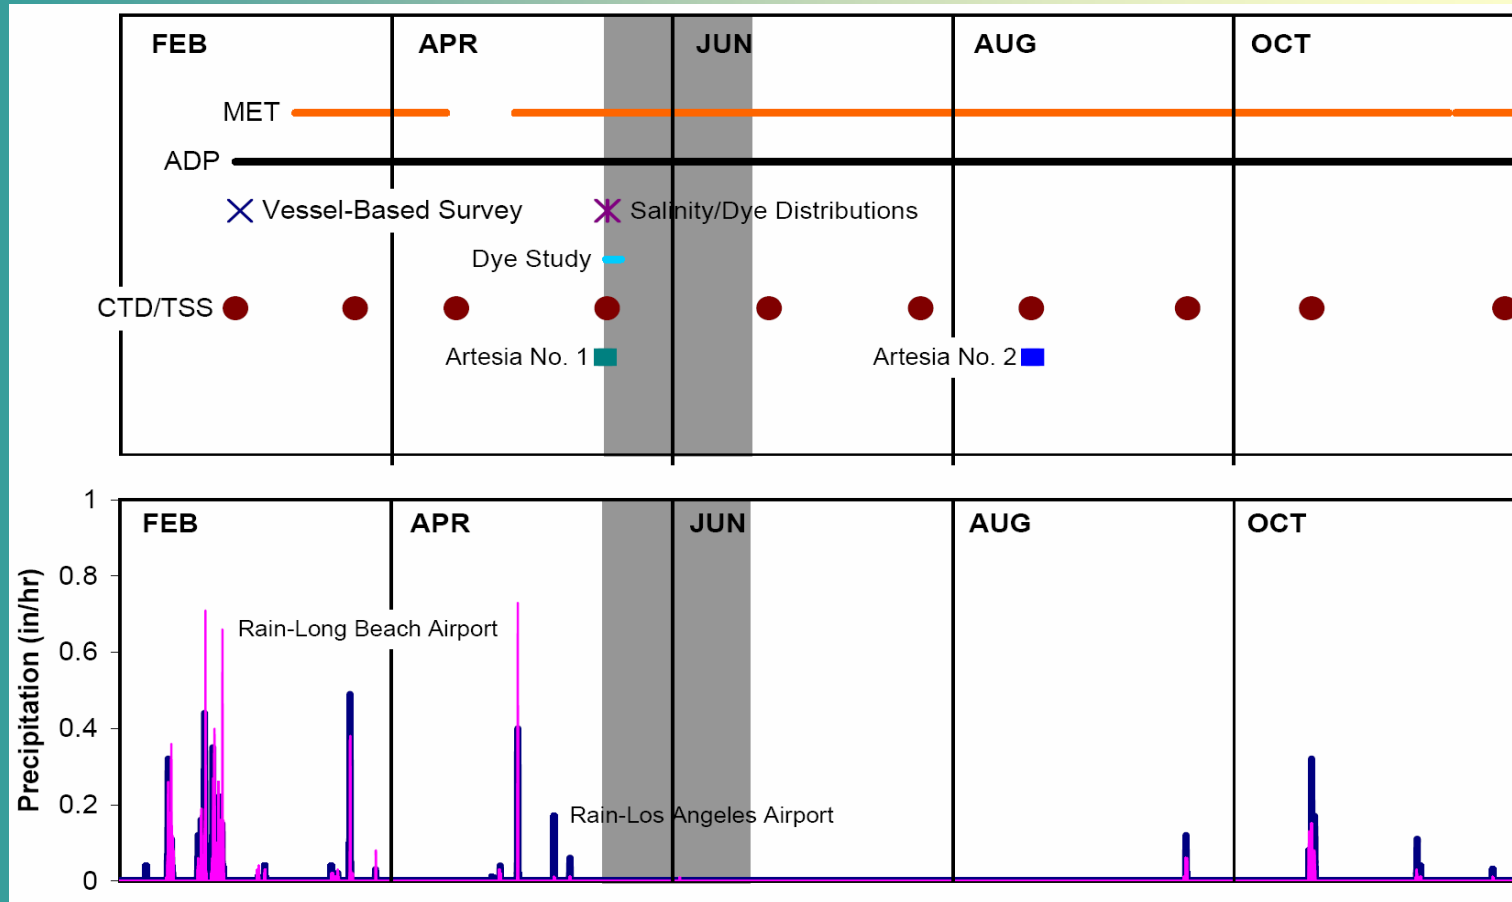 FEB APR JUN AUG OCT
MET
ADP
Vessel-Based Survey Salinity/Dye Distributions
Dye Study
CTD/TSS
Artesia No. 1 Artesia No. 2
1
FEB APR JUN AUG OCT
0.8
Rain-Long Beach Airport
0.6
Precipitation (in/hr)
0.4
0.2
Rain-Los Angeles Airport
0